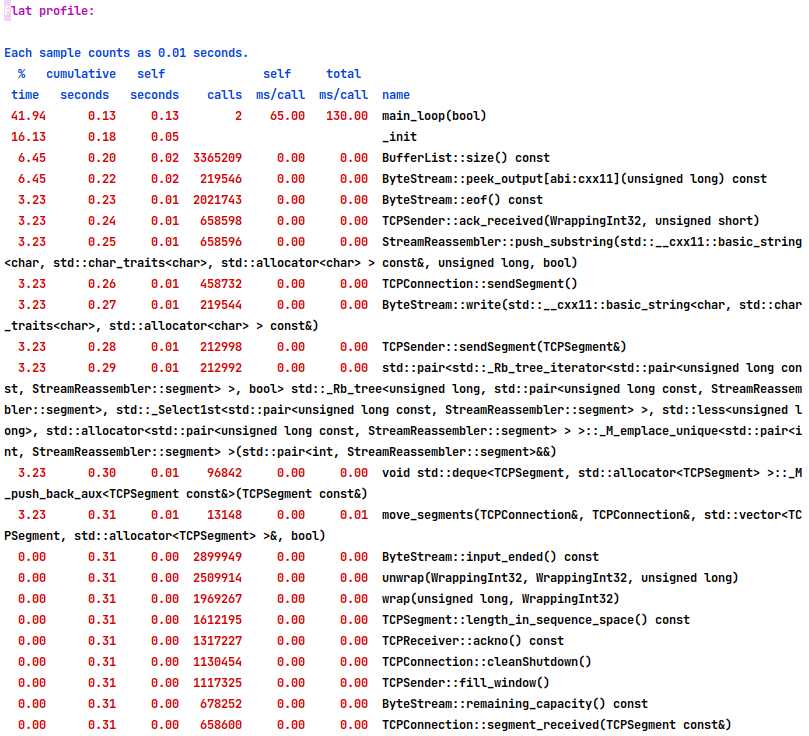 Flat profile:
Each sample counts as 0.01 seconds.
% cumulative self self total
time seconds seconds calls ms/call ms/call name
41.94 0.13 0.13 2 65.00 130.00 main_loop(bool)
16.13 0.18 0.05 _init
6.45 0.20 0.02 3365209 0.00 0.00 BufferList::size() const
6.45 0.22 0.02 219546 0.00 0.00 ByteStream::peek_output[abi:cxx11](unsigned long) const
3.23 0.23 0.01 2021743 0.00 0.00 ByteStream::eof() const
3.23 0.24 0.01 658598 0.00 0.00 TCPSender::ack_received(WrappingInt32, unsigned short)
3.23 0.25 0.01 658596 0.00 0.00 StreamReassembler::push_substring(std::__cxx11::basic_string
<char, std::char_traits<char>, std::allocator<char> > const&, unsigned long, bool)
3.23 0.26 0.01 458732 0.00 0.00 TCPConnection::sendSegment()
3.23 0.27 0.01 219544 0.00 0.00 ByteStream::write(std::__cxx11::basic_string<char, std::char
_traits<char>, std::allocator<char> > const&)
3.23 0.28 0.01 212998 0.00 0.00 TCPSender::sendSegment(TCPSegment&)
3.23 0.29 0.01 212992 0.00 0.00 std::pair<std::_Rb_tree_iterator<std::pair<unsigned long con
st, StreamReassembler::segment> >, bool> std::_Rb_tree<unsigned long, std::pair<unsigned long const, StreamReassem
bler::segment>, std::_Select1st<std::pair<unsigned long const, StreamReassembler::segment> >, std::less<unsigned l
ong>, std::allocator<std::pair<unsigned long const, StreamReassembler::segment> > >::_M_emplace_unique<std::pair<i
nt, StreamReassembler::segment> >(std::pair<int, StreamReassembler::segment>&&)
3.23 0.30 0.01 96842 0.00 0.00 void std::deque<TCPSegment, std::allocator<TCPSegment> >::_M
_push_back_aux<TCPSegment const&>(TCPSegment const&)
3.23 0.31 0.01 13148 0.00 0.01 move_segments(TCPConnection&, TCPConnection&, std::vector<TC
PSegment, std::allocator<TCPSegment> >&, bool)
0.00 0.31 0.00 2899949 0.00 0.00 ByteStream::input_ended() const
0.00 0.31 0.00 2509914 0.00 0.00 unwrap(WrappingInt32, WrappingInt32, unsigned long)
0.00 0.31 0.00 1969267 0.00 0.00 wrap(unsigned long, WrappingInt32)
0.00 0.31 0.00 1612195 0.00 0.00 TCPSegment::length_in_sequence_space() const
0.00 0.31 0.00 1317227 0.00 0.00 TCPReceiver::ackno() const
0.00 0.31 0.00 1130454 0.00 0.00 TCPConnection::cleanShutdown()
0.00 0.31 0.00 1117325 0.00 0.00 TCPSender::fill_window()
0.00 0.31 0.00 678252 0.00 0.00 ByteStream::remaining_capacity() const
0.00 0.31 0.00 658600 0.00 0.00 TCPConnection::segment_received(TCPSegment const&)